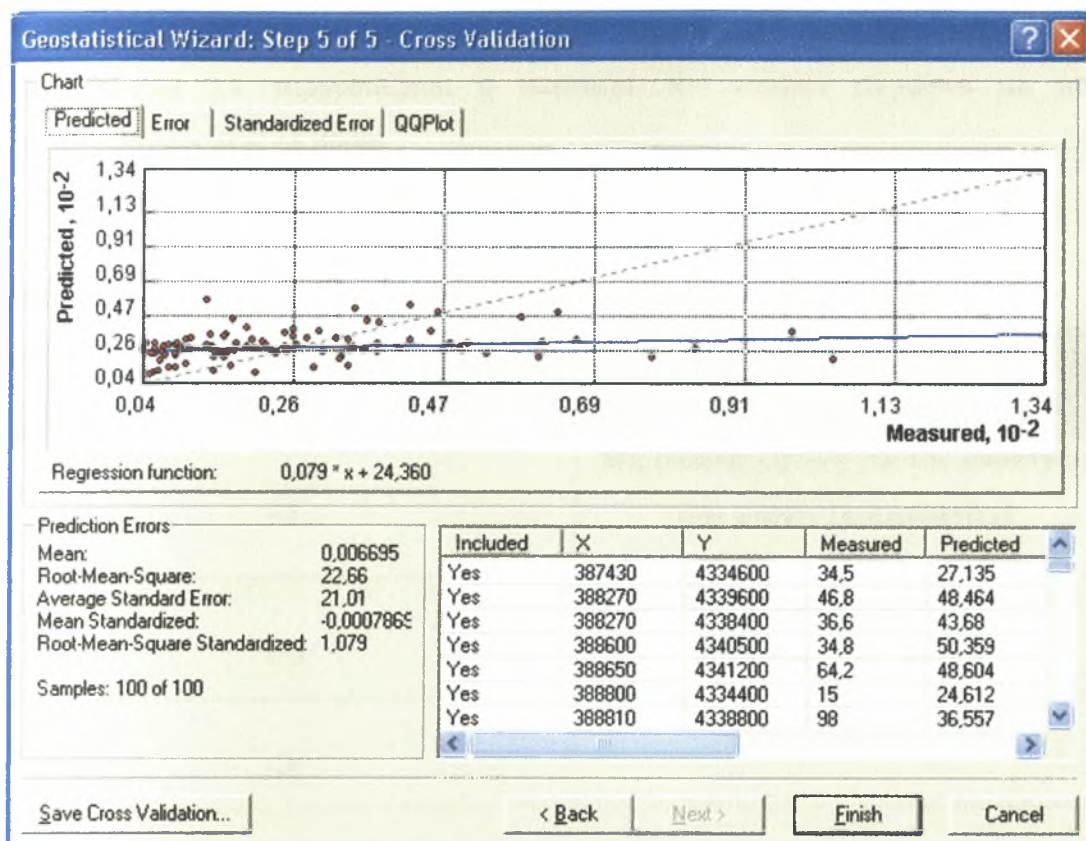 Geostatistical Wizard: Step 5 of 5 - Cross Validation
Chart
Predicted Error Standardized Error QQPlot
Predicted, 10-2
1,34
1,13
0,91
0,69
0,47
0,26
0,04
0,04 0,26 0,47 0,69 0,91 1,13 1,34
Measured, 10-2
Regression function: 0,079 * x + 24,360
Prediction Errors
Mean: 0,006695
Root-Mean-Square: 22,66
Average Standard Error: 21,01
Mean Standardized: -0,0007869
Root-Mean-Square Standardized: 1,079
Samples: 100 of 100
Included X Y Measured Predicted
Yes 387430 4334600 34,5 27,135
Yes 388270 4339600 46,8 48,464
Yes 388270 4338400 36,6 43,68
Yes 388600 4340500 34,8 50,359
Yes 388650 4341200 64,2 48,604
Yes 388800 4334400 15 24,612
Yes 388810 4338800 98 36,557
Save Cross Validation... < Back Next > Finish Cancel